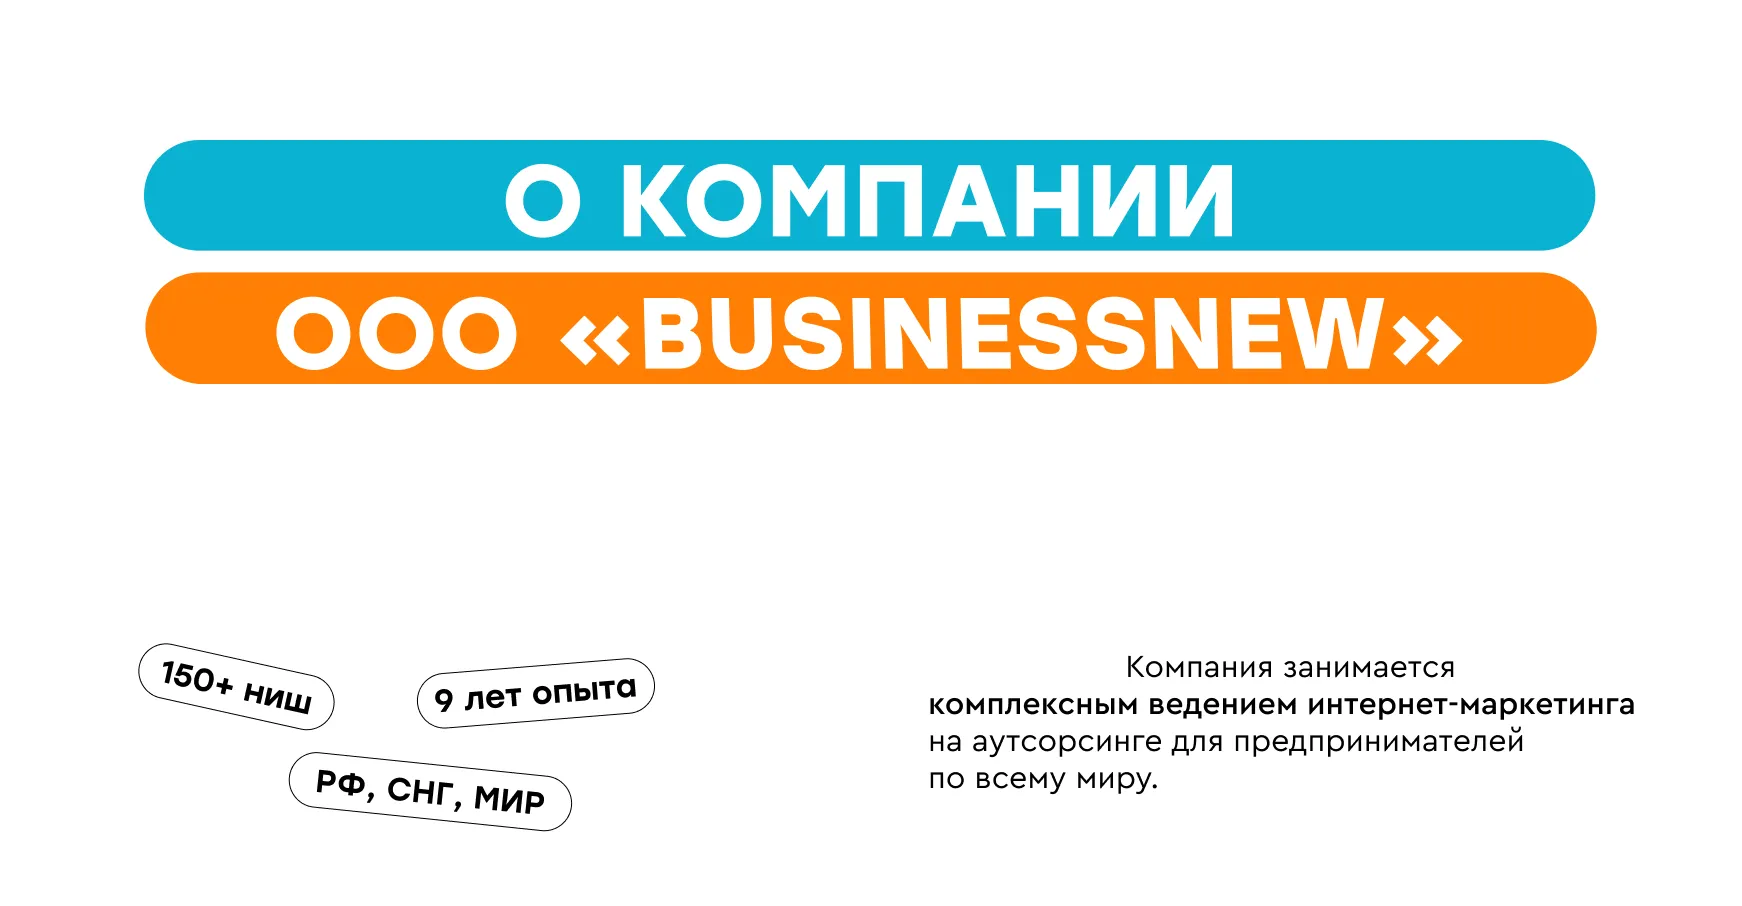 О КОМПАНИИ
ООО «BUSINESSNEW»
150+ ниш
9 лет опыта
РФ, СНГ, МИР
Компания занимается
комплексным ведением интернет-маркетинга
на аутсорсинге для предпринимателей
по всему миру.